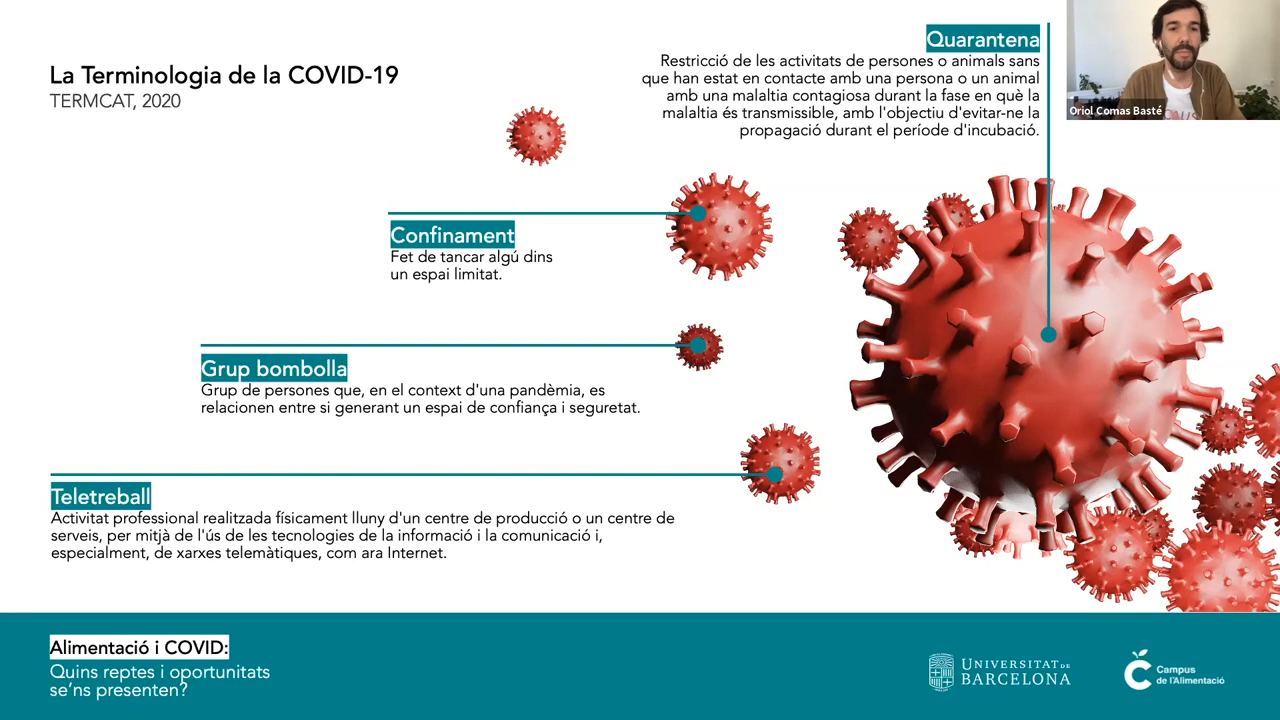 La Terminologia de la COVID-19
TERMCAT, 2020
Quarantena
Restricció de les activitats de persones o animals sans
que han estat en contacte amb una persona o un animal
amb una malaltia contagiosa durant la fase en què la
malaltia és transmissible, amb l'objectiu d'evitar-ne la
propagació durant el període d'incubació.
Oriol Comas Basté
Confinament
Fet de tancar algú dins
un espai limitat.
Grup bombolla
Grup de persones que, en el context d'una pandèmia, es
relacionen entre si generant un espai de confiança i seguretat.
Teletreball
Activitat professional realitzada físicament lluny d'un centre de producció o un centre de
serveis, per mitjà de l'ús de les tecnologies de la informació i la comunicació i,
especialment, de xarxes telemàtiques, com ara Internet.
Alimentació i COVID:
Quins reptes i oportunitats
se'ns presenten?
UNIVERSITAT DE
BARCELONA
Campus
de l'Alimentació